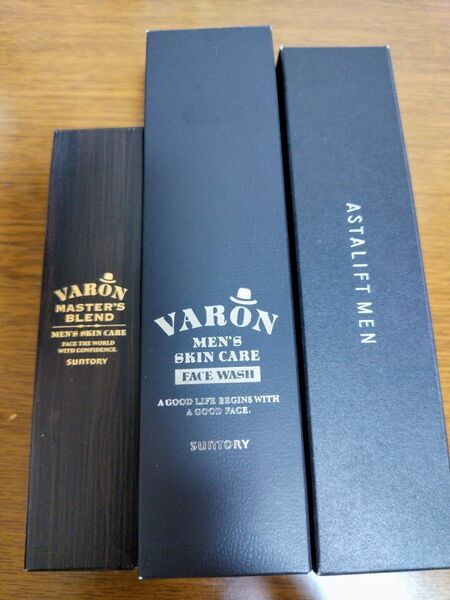 VARON
MASTER'S
BLEND
MEN'S SKIN CARE
FACE THE WORLD
WITH CONFIDENCE.
SUNTORY
VARON
MEN'S
SKIN CARE
FACE WASH
A GOOD LIFE BEGINS WITH
A GOOD FACE.
SUNTORY
ASTALIFT MEN